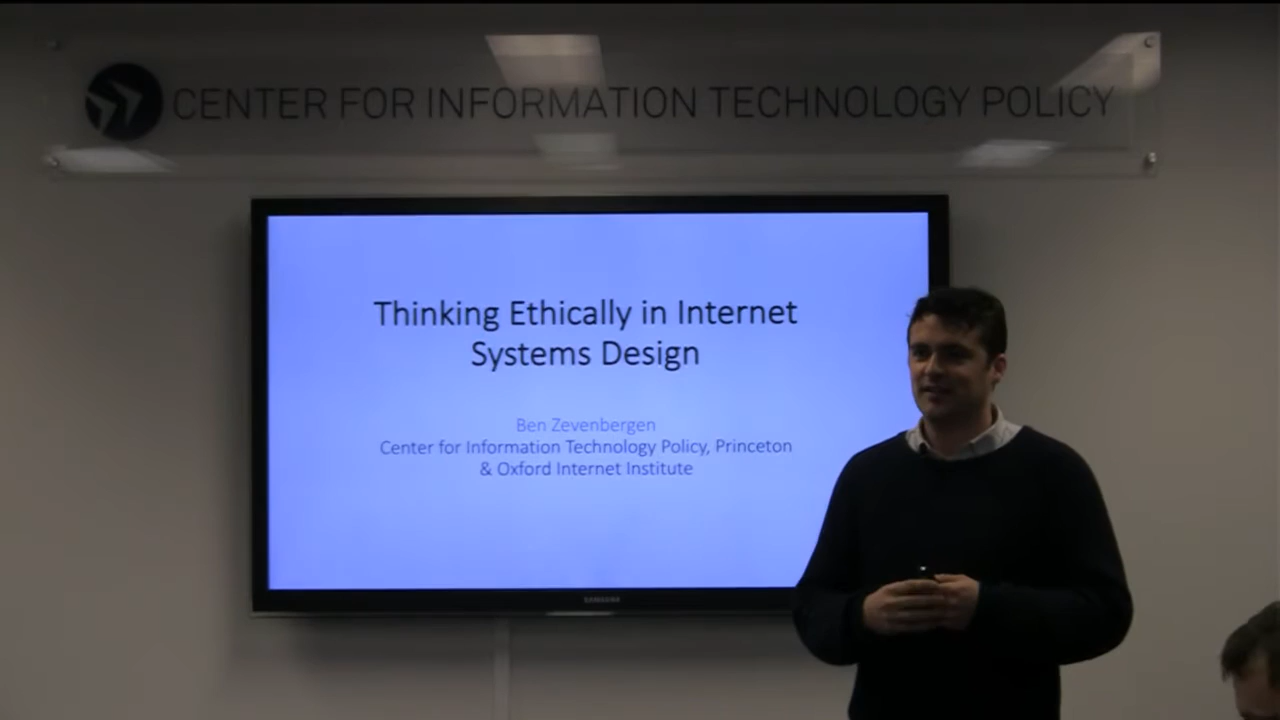 CENTER FOR INFORMATION TECHNOLOGY POLICY
Thinking Ethically in Internet
Systems Design
Ben Zevenbergen
Center for Information Technology Policy, Princeton
& Oxford Internet Institute
SAMSUNG